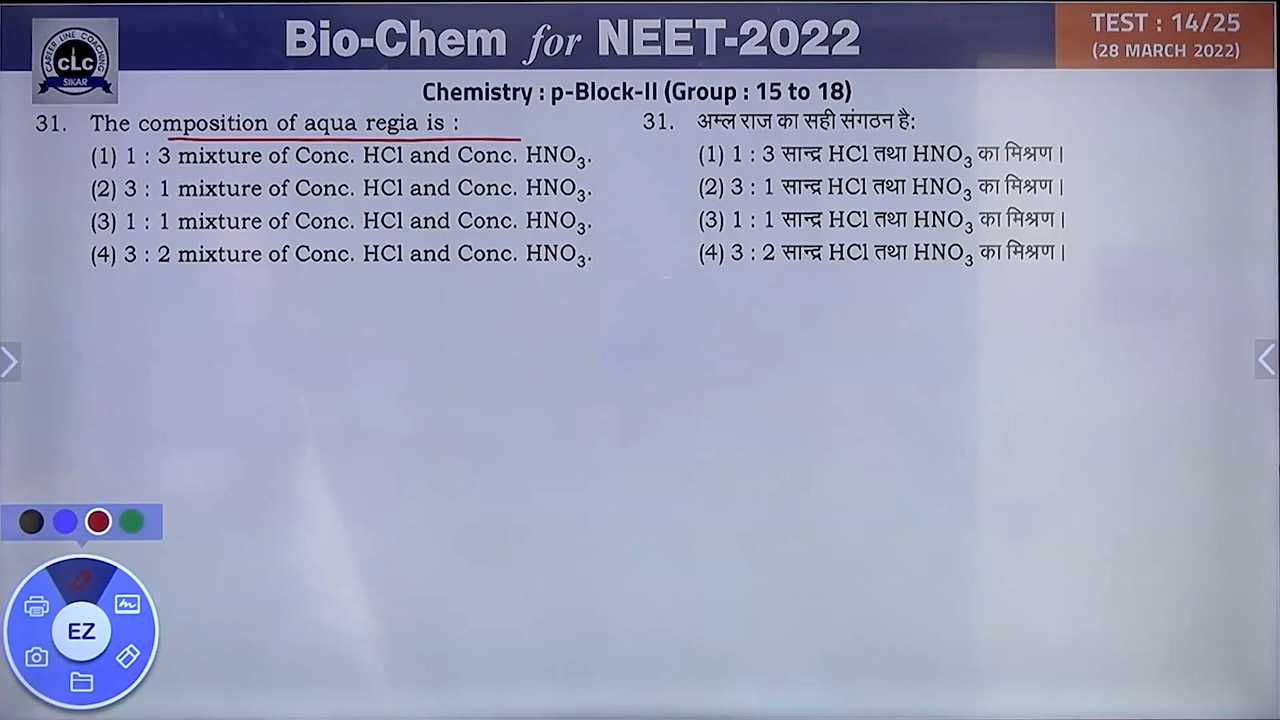 Bio-Chem for NEET-2022
TEST : 14/25
(28 MARCH 2022)
CAREER LINE COACHING
CLC
SIKAR
Chemistry : p-Block-II (Group : 15 to 18)
31. The composition of aqua regia is :
(1) 1 : 3 mixture of Conc. HCl and Conc. HNO₃.
(2) 3 : 1 mixture of Conc. HCl and Conc. HNO₃.
(3) 1 : 1 mixture of Conc. HCl and Conc. HNO₃.
(4) 3 : 2 mixture of Conc. HCl and Conc. HNO₃.
31. अम्ल राज का सही संगठन है:
(1) 1 : 3 सान्द्र HCl तथा HNO₃ का मिश्रण।
(2) 3 : 1 सान्द्र HCl तथा HNO₃ का मिश्रण।
(3) 1 : 1 सान्द्र HCl तथा HNO₃ का मिश्रण।
(4) 3 : 2 सान्द्र HCl तथा HNO₃ का मिश्रण।
EZ